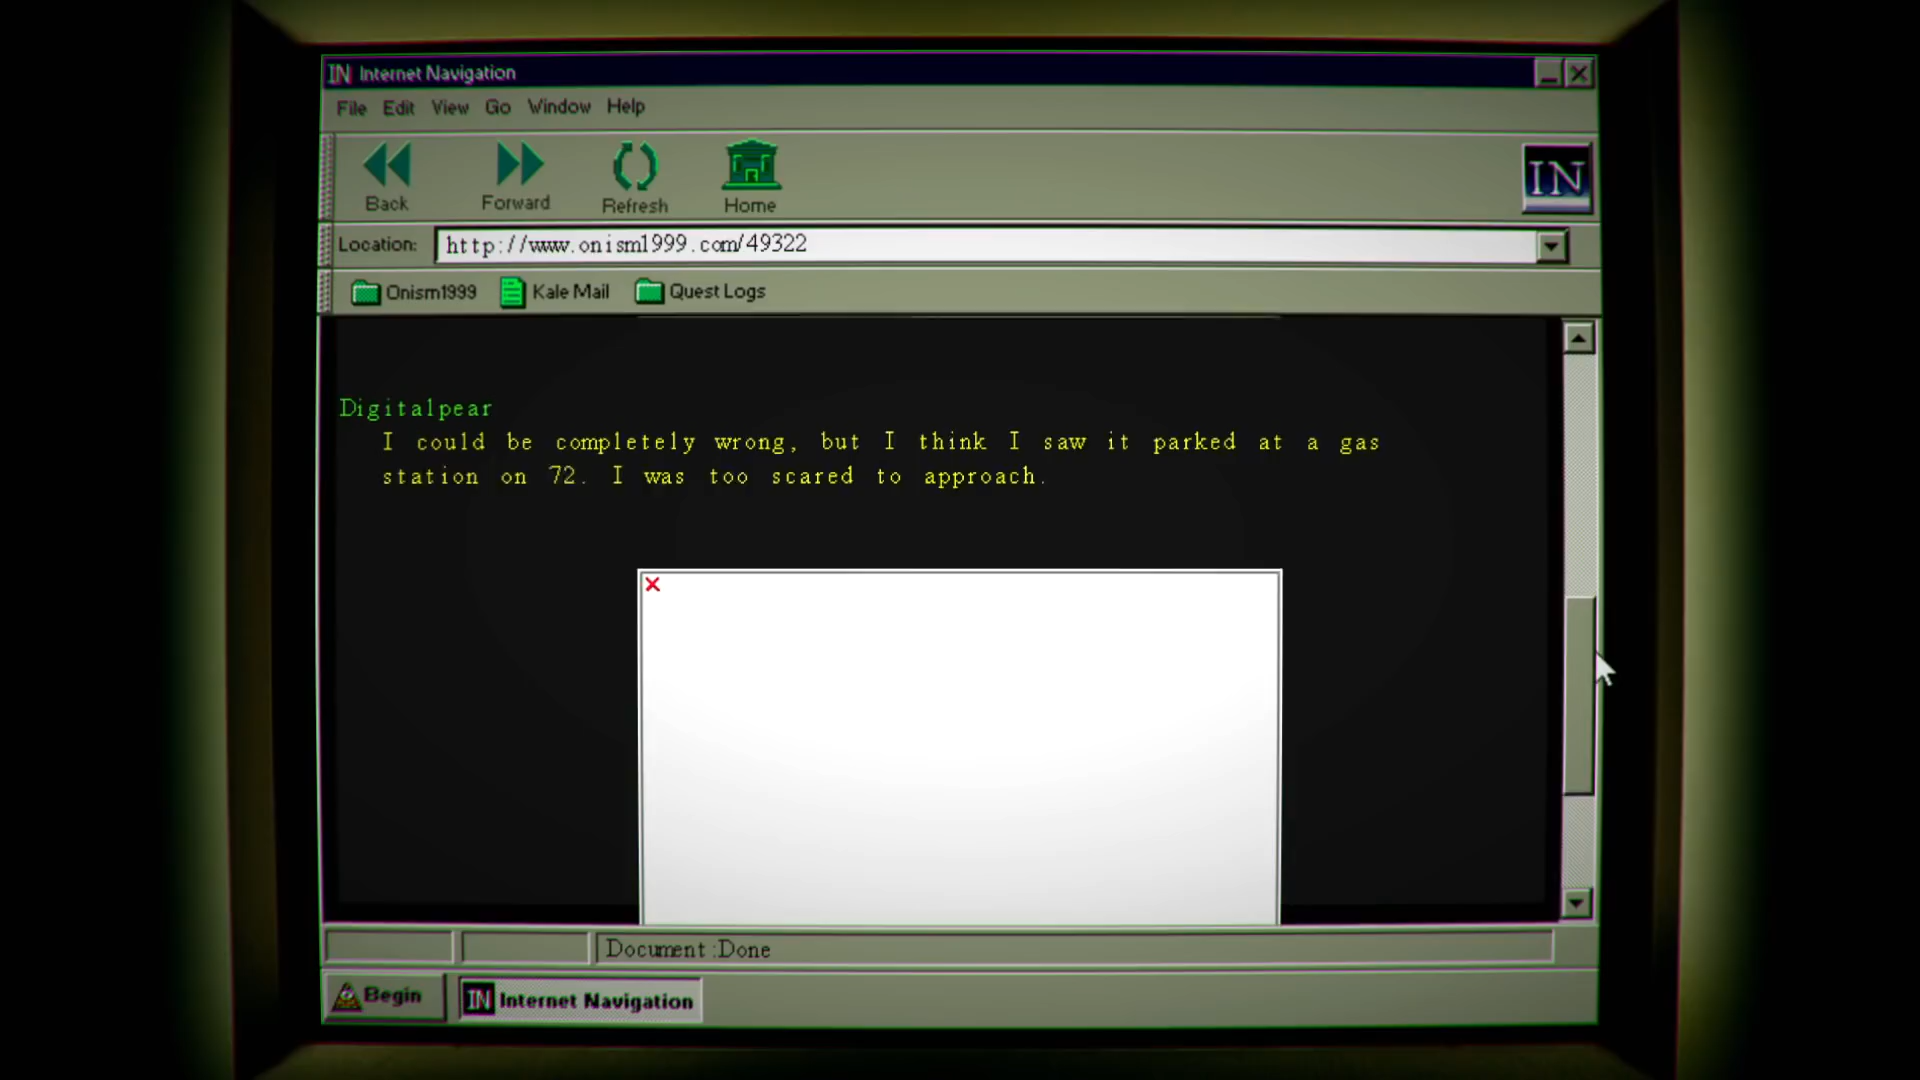 IN Internet Navigation
File Edit View Go Window Help
Back Forward Refresh Home
IN
Location: http://www.onism1999.com/49322
Onism1999 Kale Mail Quest Logs
Digitalpear
I could be completely wrong, but I think I saw it parked at a gas
station on 72. I was too scared to approach.
Document :Done
Begin IN Internet Navigation